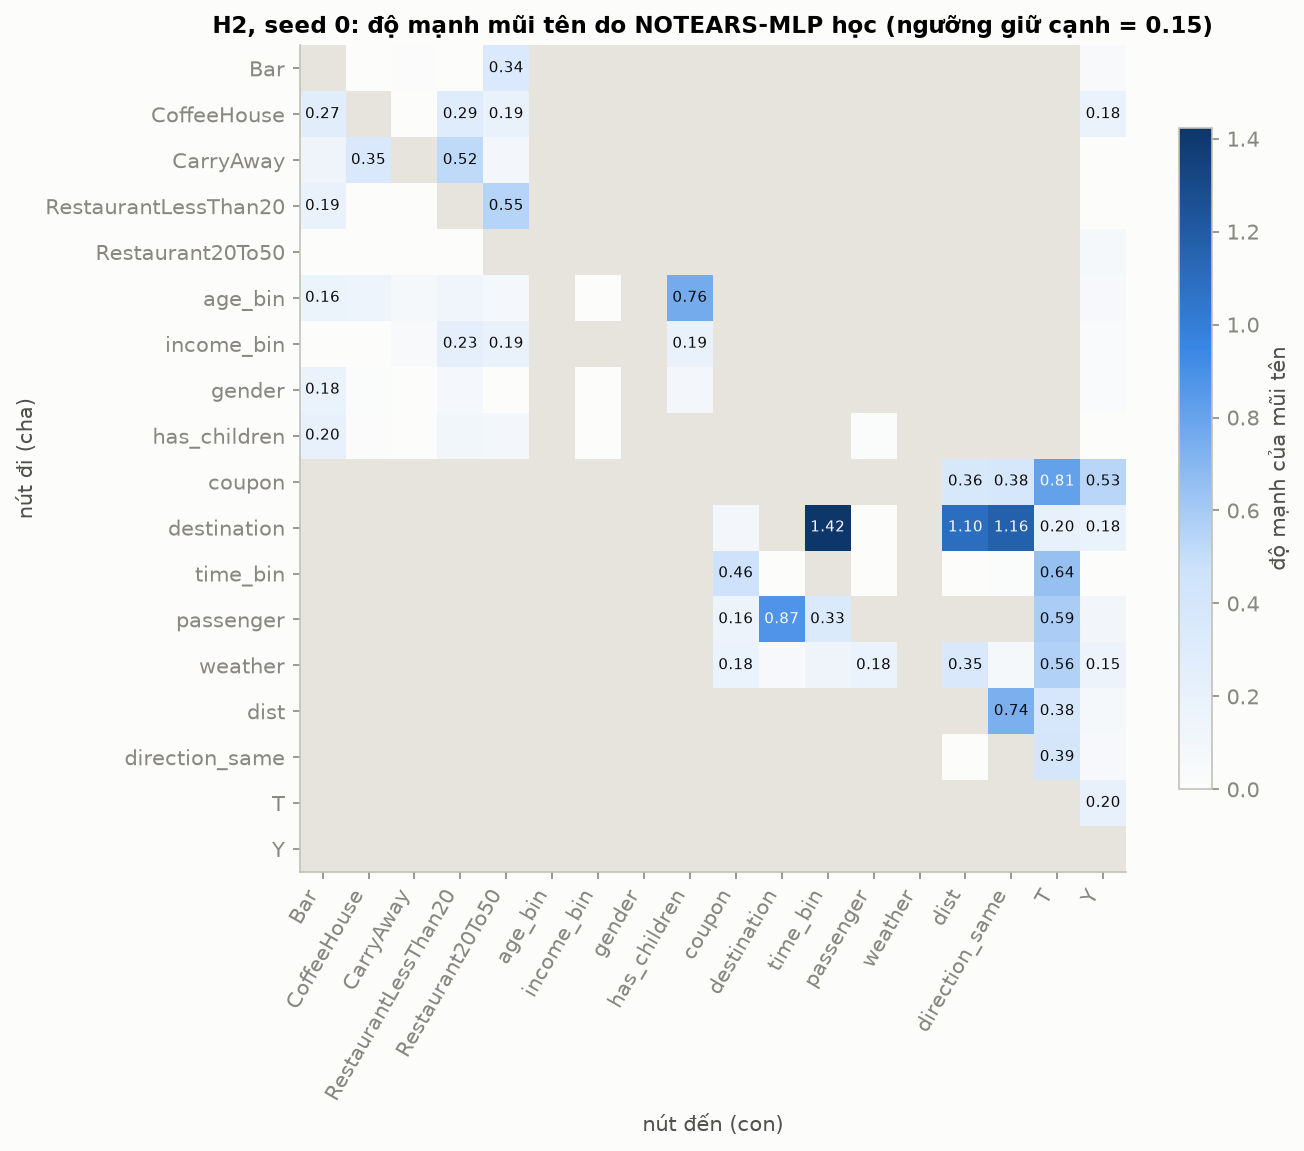 H2, seed 0: độ mạnh mũi tên do NOTEARS-MLP học (ngưỡng giữ cạnh = 0.15)
Bar 0.34
CoffeeHouse 0.27 0.29 0.19 0.18
CarryAway 0.35 0.52
RestaurantLessThan20 0.19 0.55
Restaurant20To50
age_bin 0.16 0.76
income_bin 0.23 0.19 0.19
gender 0.18
has_children 0.20
coupon 0.36 0.38 0.81 0.53
destination 1.42 1.10 1.16 0.20 0.18
time_bin 0.46 0.64
passenger 0.16 0.87 0.33 0.59
weather 0.18 0.18 0.35 0.56 0.15
dist 0.74 0.38
direction_same 0.39
T 0.20
Y
nút đi (cha)
Bar
CoffeeHouse
CarryAway
RestaurantLessThan20
Restaurant20To50
age_bin
income_bin
gender
has_children
coupon
destination
time_bin
passenger
weather
dist
direction_same
T
Y
nút đến (con)
1.4
1.2
1.0
0.8
0.6
0.4
0.2
0.0
độ mạnh của mũi tên